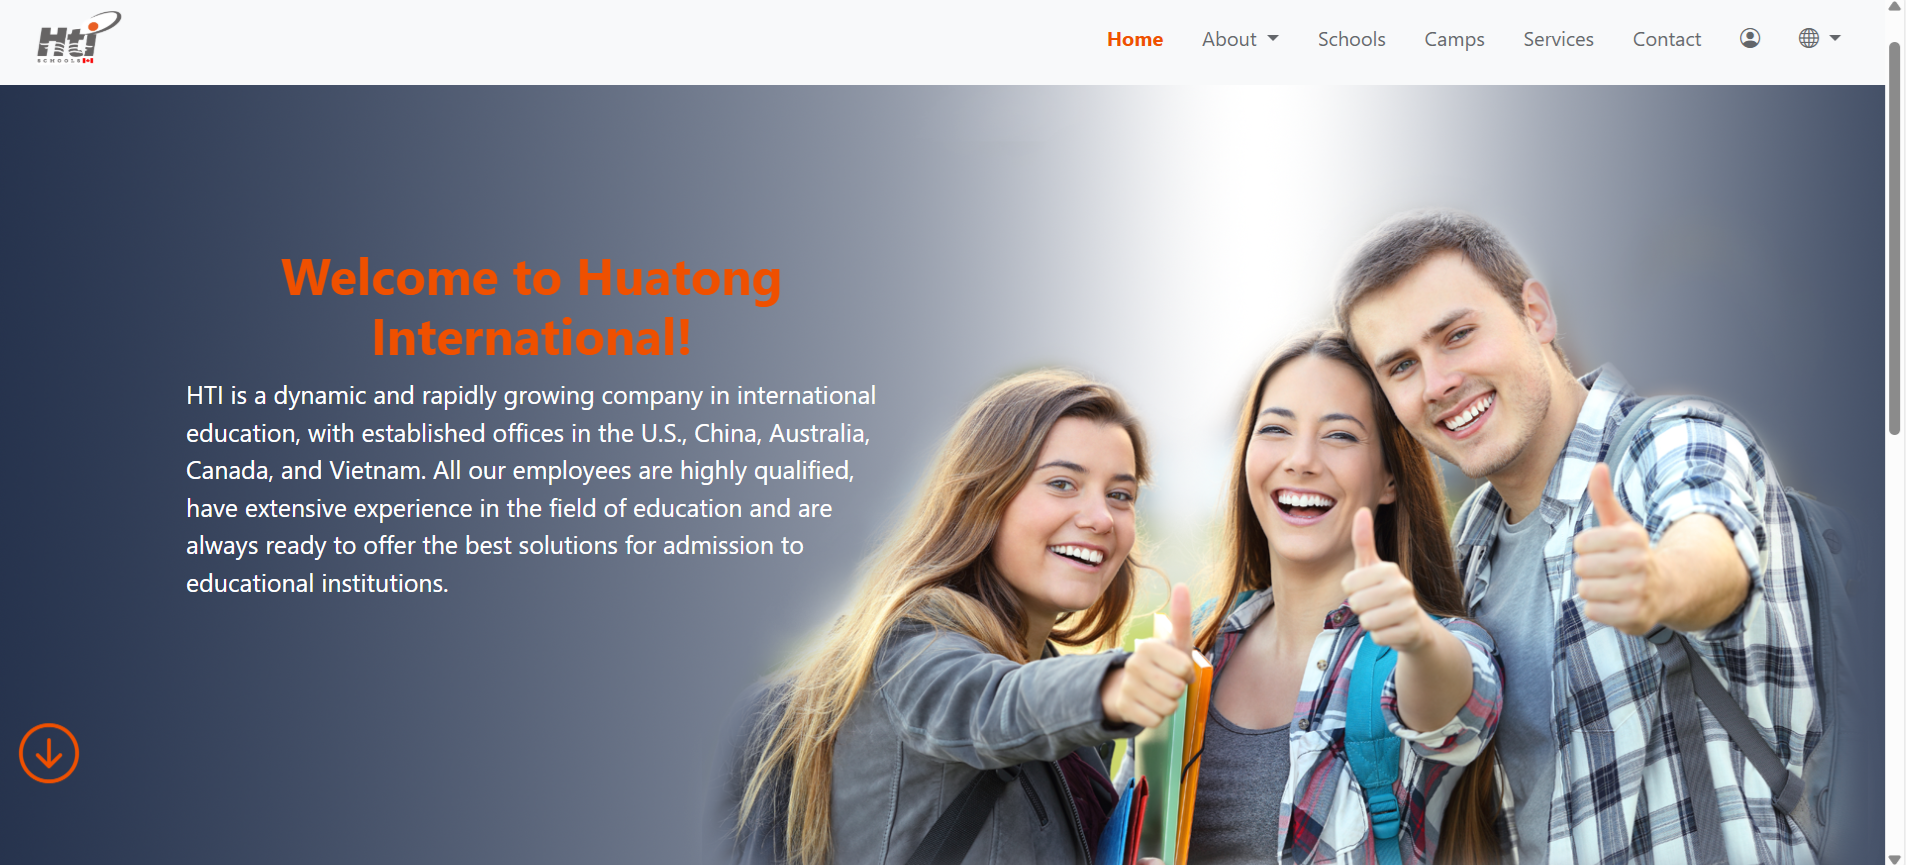 Hti
SCHOOLS
Home About Schools Camps Services Contact
Welcome to Huatong
International!
HTI is a dynamic and rapidly growing company in international
education, with established offices in the U.S., China, Australia,
Canada, and Vietnam. All our employees are highly qualified,
have extensive experience in the field of education and are
always ready to offer the best solutions for admission to
educational institutions.